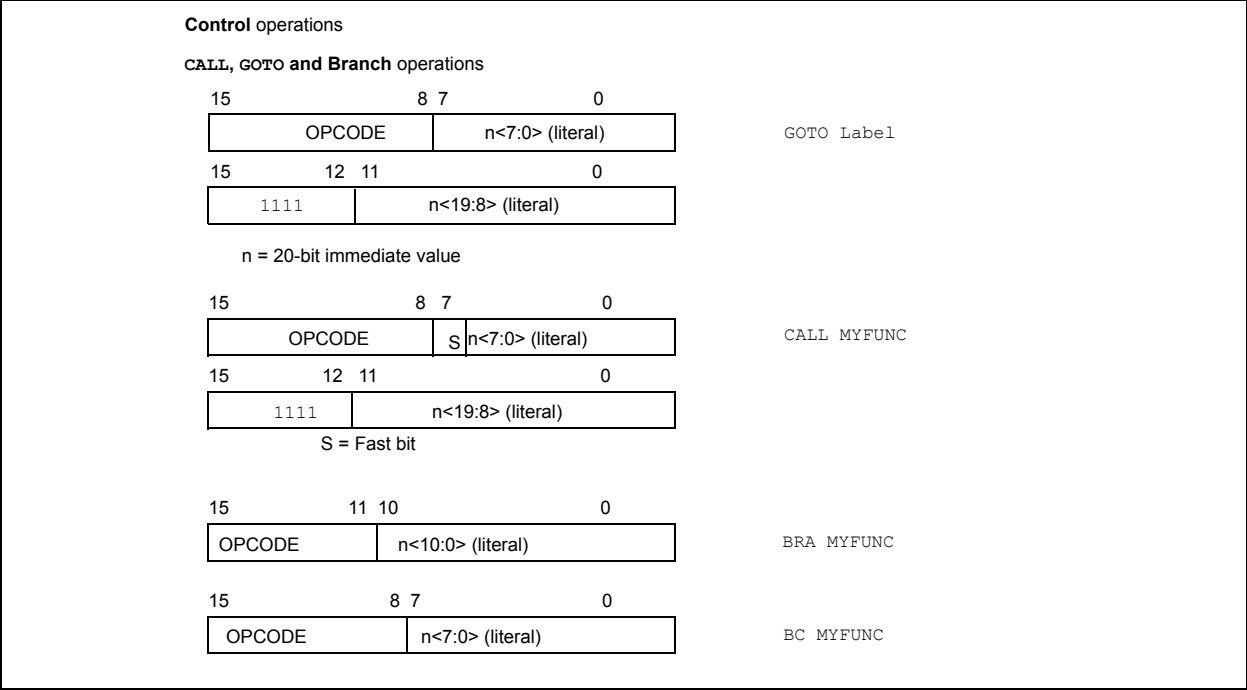 Control operations
CALL, GOTO and Branch operations
15 8 7 0
OPCODE n<7:0> (literal) GOTO Label
15 12 11 0
1111 n<19:8> (literal)
n = 20-bit immediate value
15 8 7 0
OPCODE S n<7:0> (literal) CALL MYFUNC
15 12 11 0
1111 n<19:8> (literal)
S = Fast bit
15 11 10 0
OPCODE n<10:0> (literal) BRA MYFUNC
15 8 7 0
OPCODE n<7:0> (literal) BC MYFUNC